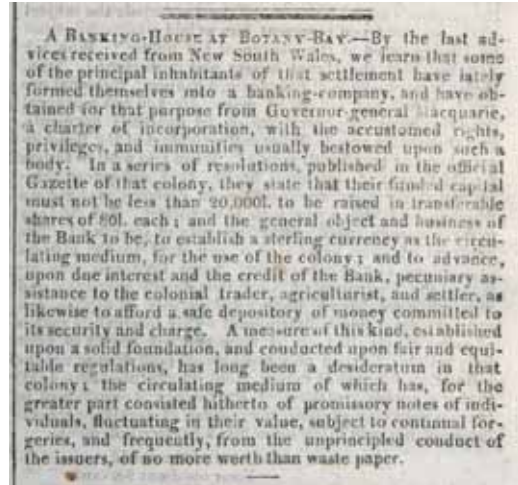 A BANKING-HOUSE AT BOTANY-BAY.—By the last ad-
vices received from New South Wales, we learn that some
of the principal inhabitants of that settlement have lately
formed themselves into a banking-company, and have ob-
tained for that purpose from Governor-general Macquarie,
a charter of incorporation, with the accustomed rights,
privileges, and immunities usually bestowed upon such a
body. In a series of resolutions, published in the official
Gazette of that colony, they state that their funded capital
must not be less than 20,000l. to be raised in transferable
shares of 50l. each; and the general object and business of
the Bank to be, to establish a sterling currency as the circu-
lating medium, for the use of the colony; and to advance,
upon due interest and the credit of the Bank, pecuniary as-
sistance to the colonial trader, agriculturist, and settler, as
likewise to afford a safe depository of money committed to
its security and charge. A measure of this kind, established
upon a solid foundation, and conducted upon fair and equi-
table regulations, has long been a desideratum in that
colony; the circulating medium of which has, for the
greater part consisted hitherto of promissory notes of indi-
viduals, fluctuating in their value, subject to continual for-
geries, and frequently, from the unprincipled conduct of
the issuers, of no more worth than waste paper.